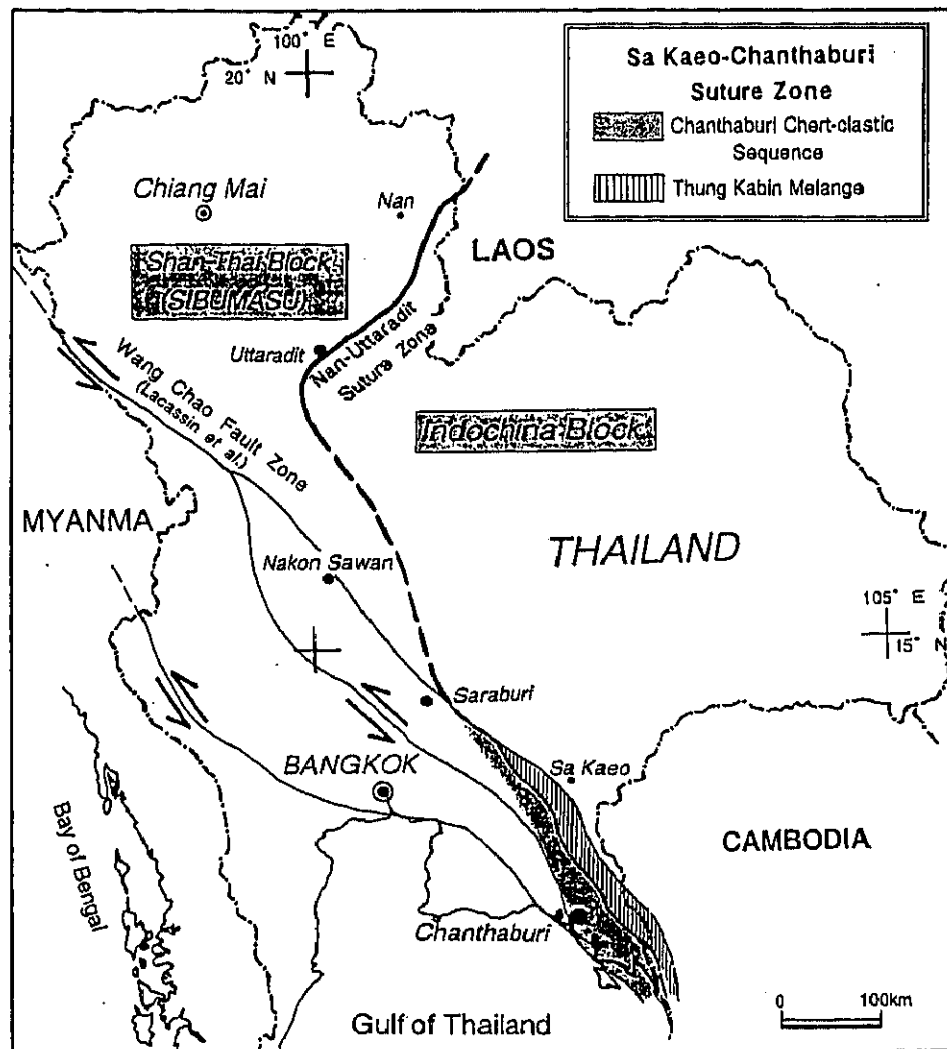 100° E
20° N
Sa Kaeo-Chanthaburi
Suture Zone
Chanthaburi Chert-clastic
Sequence
Thung Kabin Melange
Chiang Mai
Nan
LAOS
Shan-Thai Block
(SIBUMASU)
Uttaradit
Nan-Uttaradit
Suture Zone
Wang Chao Fault Zone
(Lacassin et al.)
Indochina Block
MYANMA
THAILAND
Nakon Sawan
105° E
15° N
Saraburi
BANGKOK
Sa Kaeo
Bay of Bengal
CAMBODIA
Chanthaburi
0 100km
Gulf of Thailand